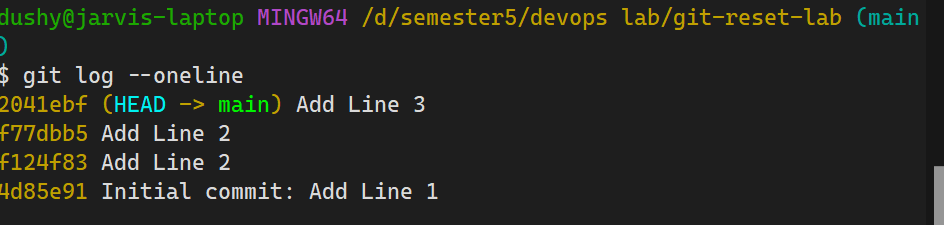 dushy@jarvis-laptop MINGW64 /d/semester5/devops lab/git-reset-lab (main
)
$ git log --oneline
2041ebf (HEAD -> main) Add Line 3
f77dbb5 Add Line 2
f124f83 Add Line 2
4d85e91 Initial commit: Add Line 1